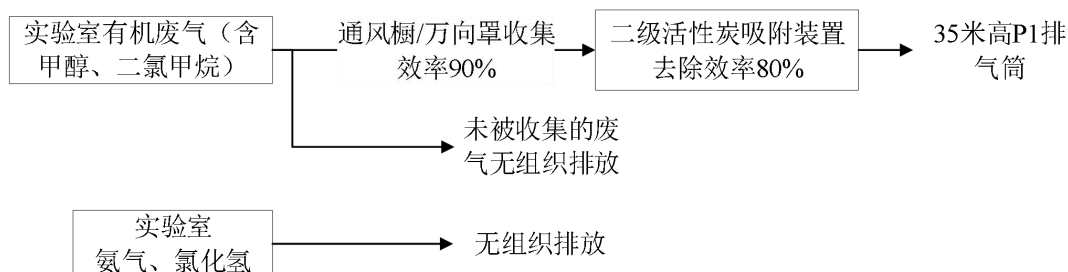 实验室有机废气（含
甲醇、二氯甲烷）
通风橱/万向罩收集
效率90%
二级活性炭吸附装置
去除效率80%
35米高P1排
气筒
未被收集的废
气无组织排放
实验室
氨气、氯化氢
无组织排放